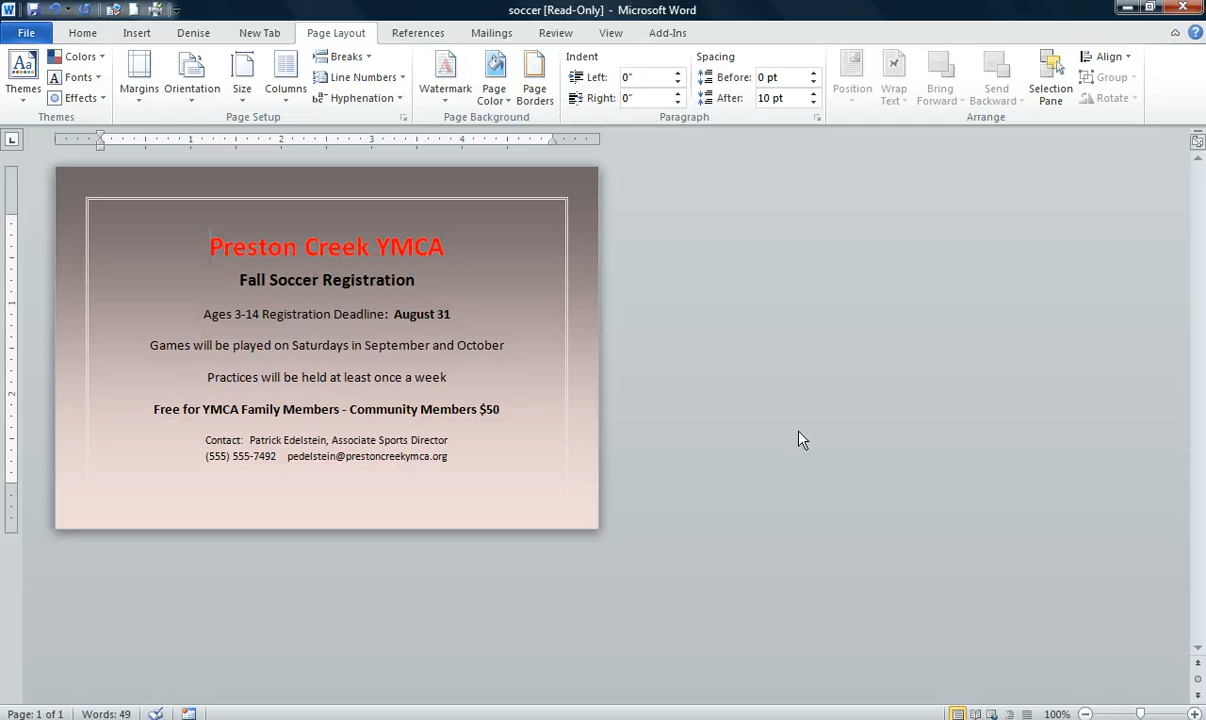 soccer [Read-Only] - Microsoft Word
File Home Insert Denise New Tab Page Layout References Mailings Review View Add-Ins
Themes Colors Fonts Effects
Margins Orientation Size Columns Breaks Line Numbers Hyphenation
Watermark Page Color Page Borders
Indent Left: 0" Right: 0"
Spacing Before: 0 pt After: 10 pt
Position Wrap Text Bring Forward Send Backward Selection Pane Align Group Rotate
Themes Page Setup Page Background Paragraph Arrange
1 2 3 4
1
2
Preston Creek YMCA
Fall Soccer Registration
Ages 3-14 Registration Deadline: August 31
Games will be played on Saturdays in September and October
Practices will be held at least once a week
Free for YMCA Family Members - Community Members $50
Contact: Patrick Edelstein, Associate Sports Director
(555) 555-7492 pedelstein@prestoncreekymca.org
Page: 1 of 1 Words: 49 100%